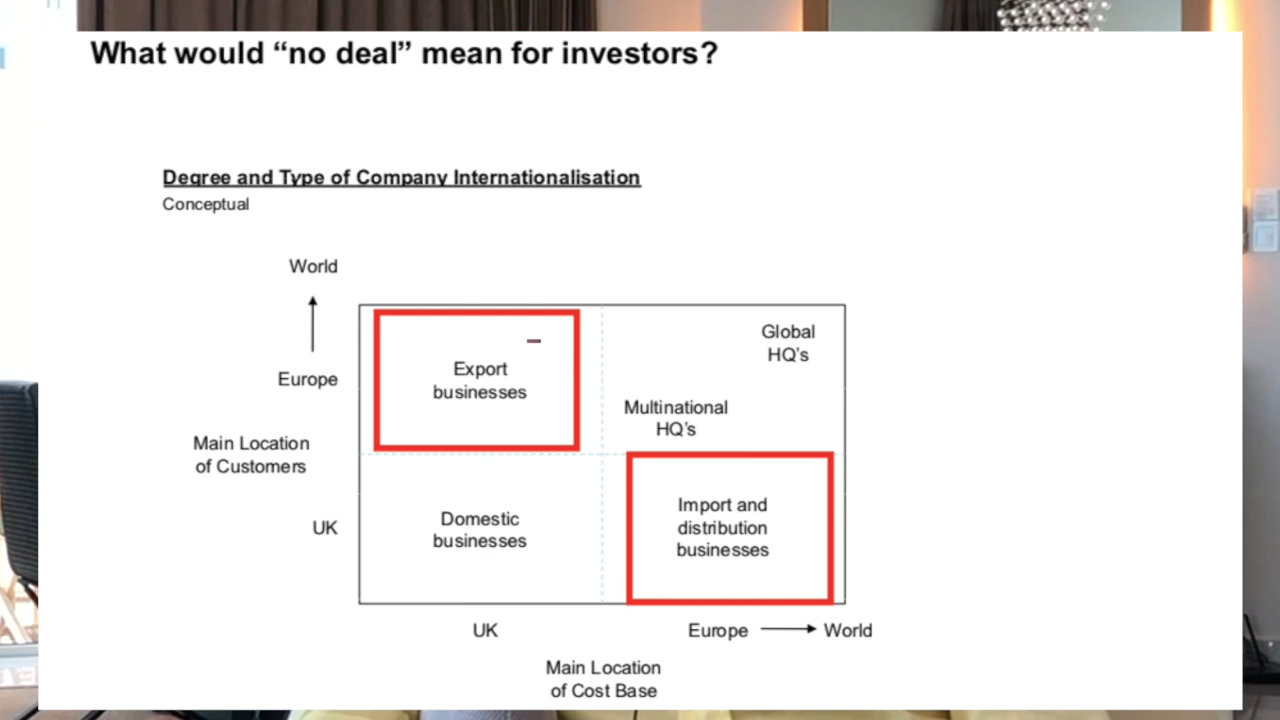 What would “no deal” mean for investors?
Degree and Type of Company Internationalisation
Conceptual
World
Europe
Main Location
of Customers
UK
Export
businesses
Global
HQ's
Multinational
HQ's
Domestic
businesses
Import and
distribution
businesses
UK
Europe
World
Main Location
of Cost Base